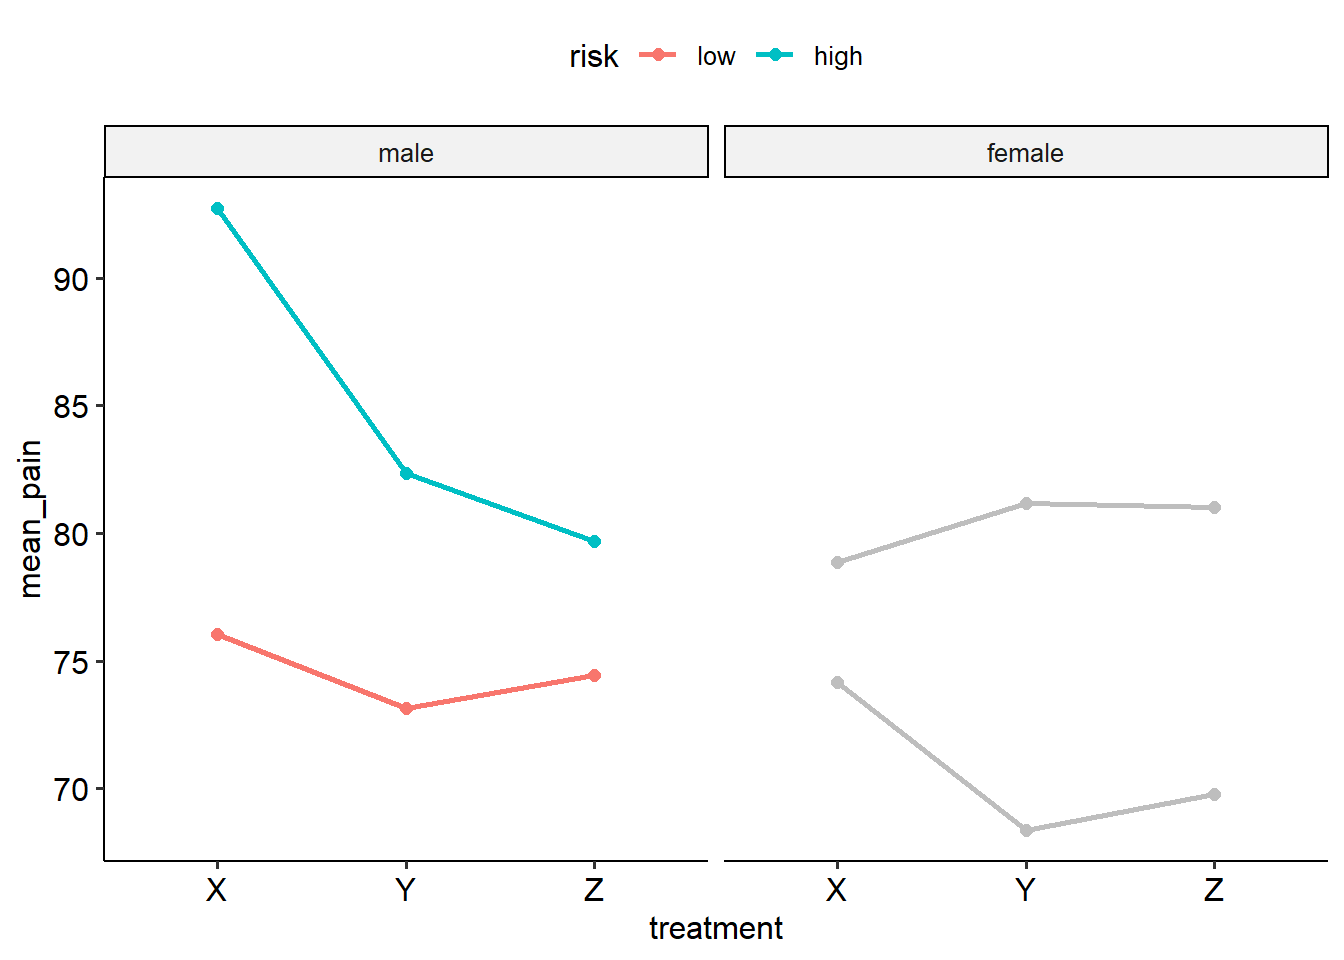 risk low high
male female
90
85
80
75
70
mean_pain
X Y Z X Y Z
treatment